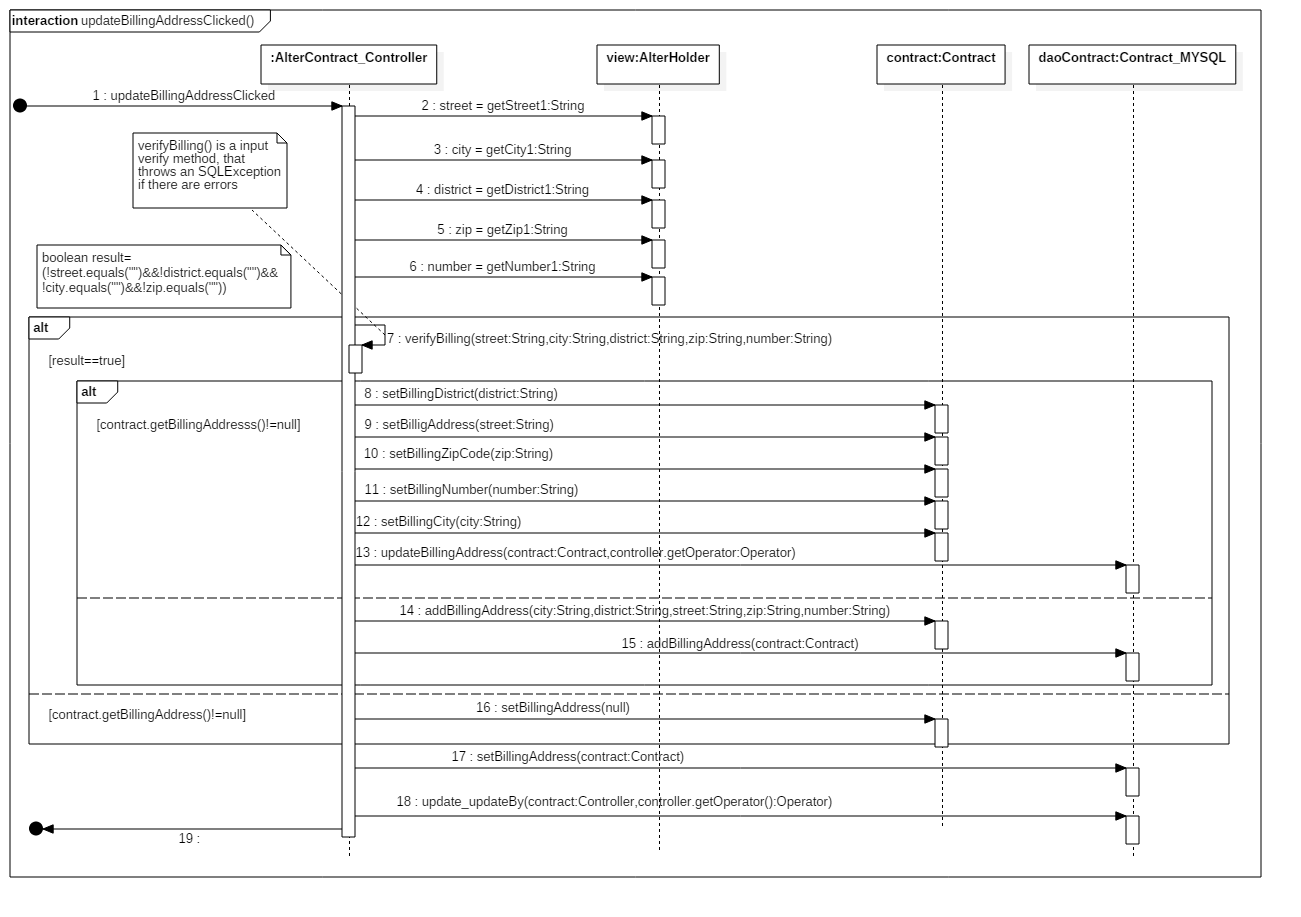 interaction updateBillingAddressClicked()
:AlterContract_Controller
view:AlterHolder
contract:Contract
daoContract:Contract_MYSQL
1 : updateBillingAddressClicked
2 : street = getStreet1:String
verifyBilling() is a input
verify method, that
throws an SQLException
if there are errors
3 : city = getCity1:String
4 : district = getDistrict1:String
5 : zip = getZip1:String
6 : number = getNumber1:String
boolean result=
(!street.equals("")&&!district.equals("")&&
!city.equals("")&&!zip.equals(""))
alt
7 : verifyBilling(street:String,city:String,district:String,zip:String,number:String)
[result==true]
alt
8 : setBillingDistrict(district:String)
[contract.getBillingAddresss()!=null]
9 : setBilligAddress(street:String)
10 : setBillingZipCode(zip:String)
11 : setBillingNumber(number:String)
12 : setBillingCity(city:String)
13 : updateBillingAddress(contract:Contract,controller.getOperator:Operator)
14 : addBillingAddress(city:String,district:String,street:String,zip:String,number:String)
15 : addBillingAddress(contract:Contract)
[contract.getBillingAddress()!=null]
16 : setBillingAddress(null)
17 : setBillingAddress(contract:Contract)
18 : update_updateBy(contract:Controller,controller.getOperator():Operator)
19 :